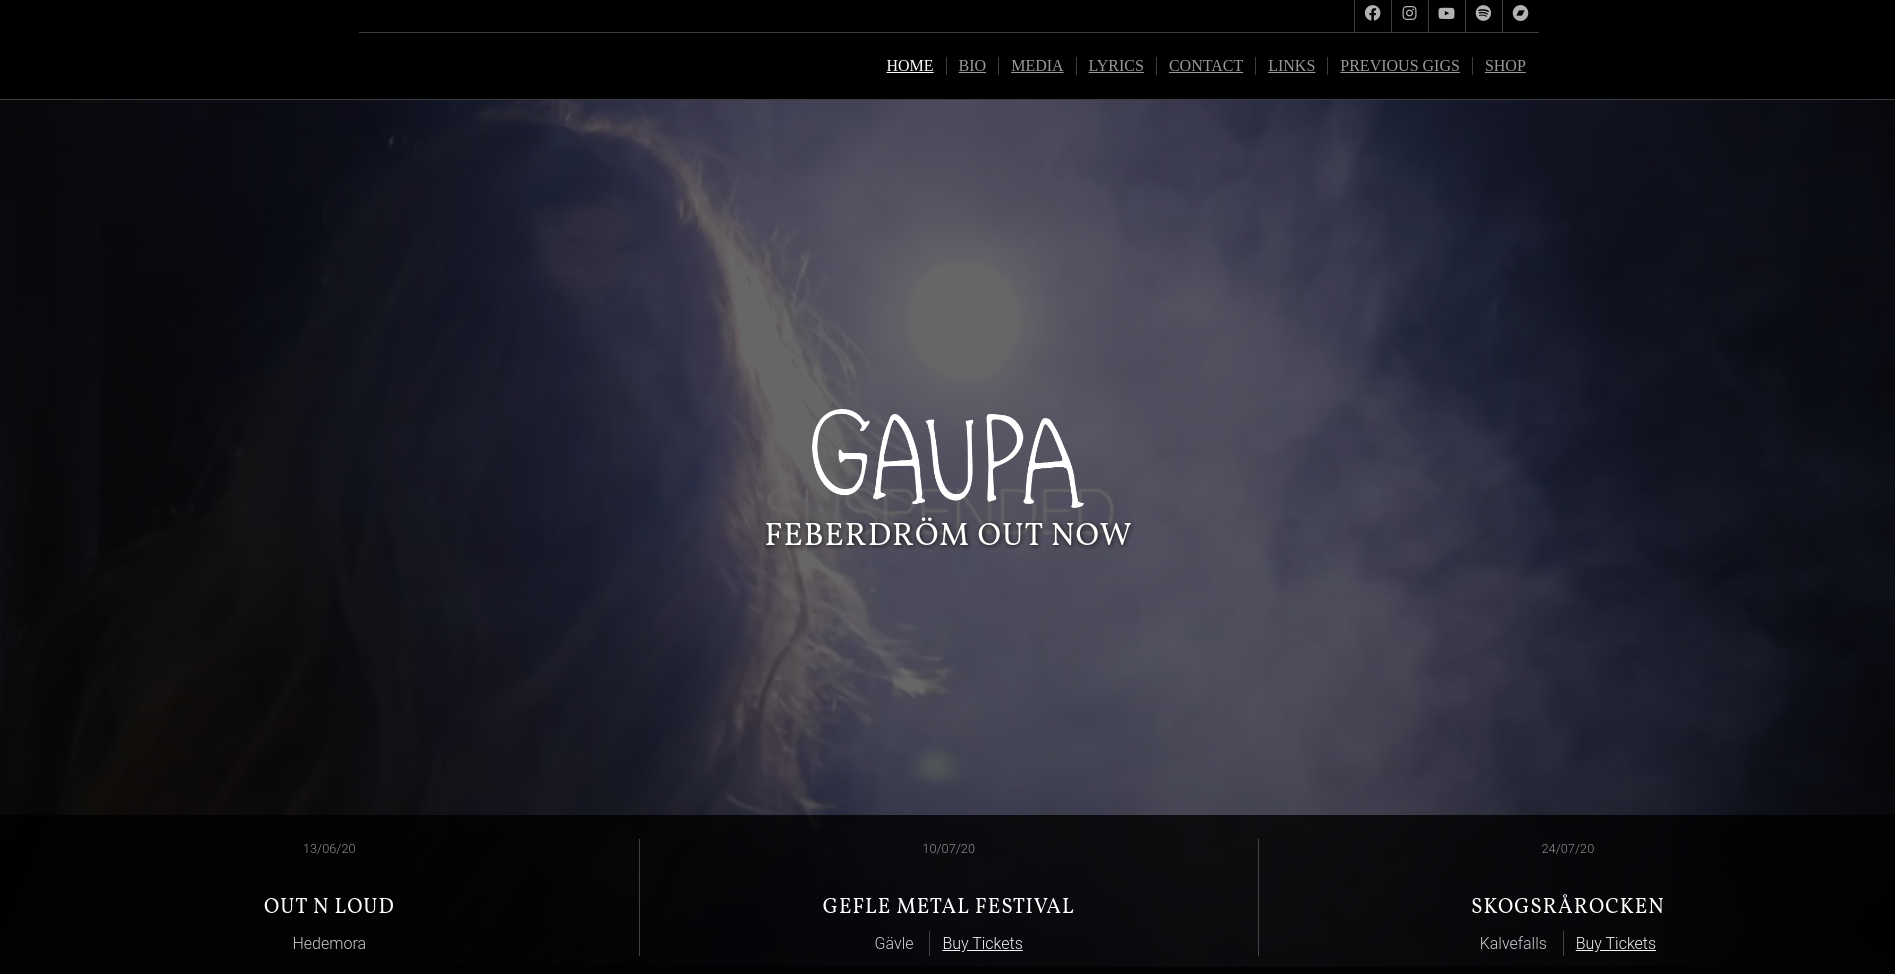 HOME BIO MEDIA LYRICS CONTACT LINKS PREVIOUS GIGS SHOP
GAUPA
SUSPENDED
FEBERDRÖM OUT NOW
13/06/20
OUT N LOUD
Hedemora
10/07/20
GEFLE METAL FESTIVAL
Gävle Buy Tickets
24/07/20
SKOGSRÅROCKEN
Kalvefalls Buy Tickets